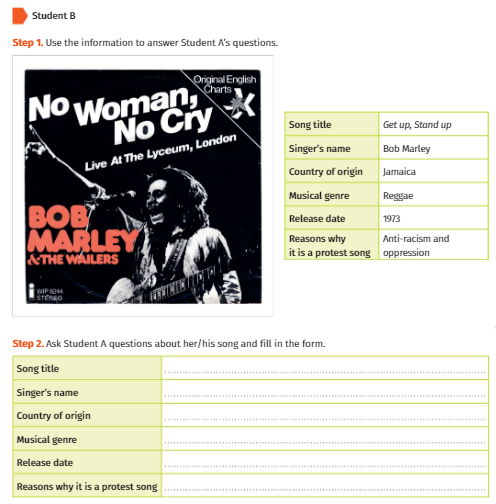 Student B
Step 1. Use the information to answer Student A's questions.
Original English
Charts
No Woman,
No Cry
Live At The Lyceum, London
BOB
MARLEY
& THE WAILERS
i
WIP 6244
STEREO
Song title Get up, Stand up
Singer's name Bob Marley
Country of origin Jamaica
Musical genre Reggae
Release date 1973
Reasons why Anti-racism and
it is a protest song oppression
Step 2. Ask Student A questions about her/his song and fill in the form.
Song title
Singer's name
Country of origin
Musical genre
Release date
Reasons why it is a protest song